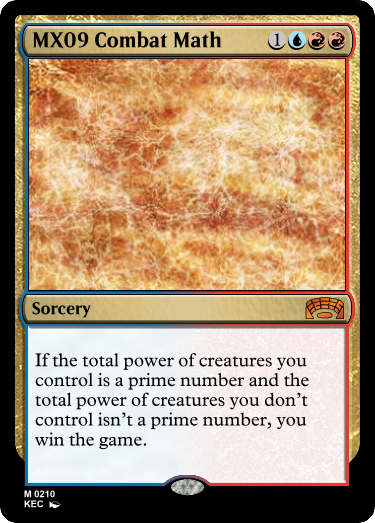 MX09 Combat Math 1
Sorcery
If the total power of creatures you
control is a prime number and the
total power of creatures you don't
control isn't a prime number, you
win the game.
M 0210
KEC